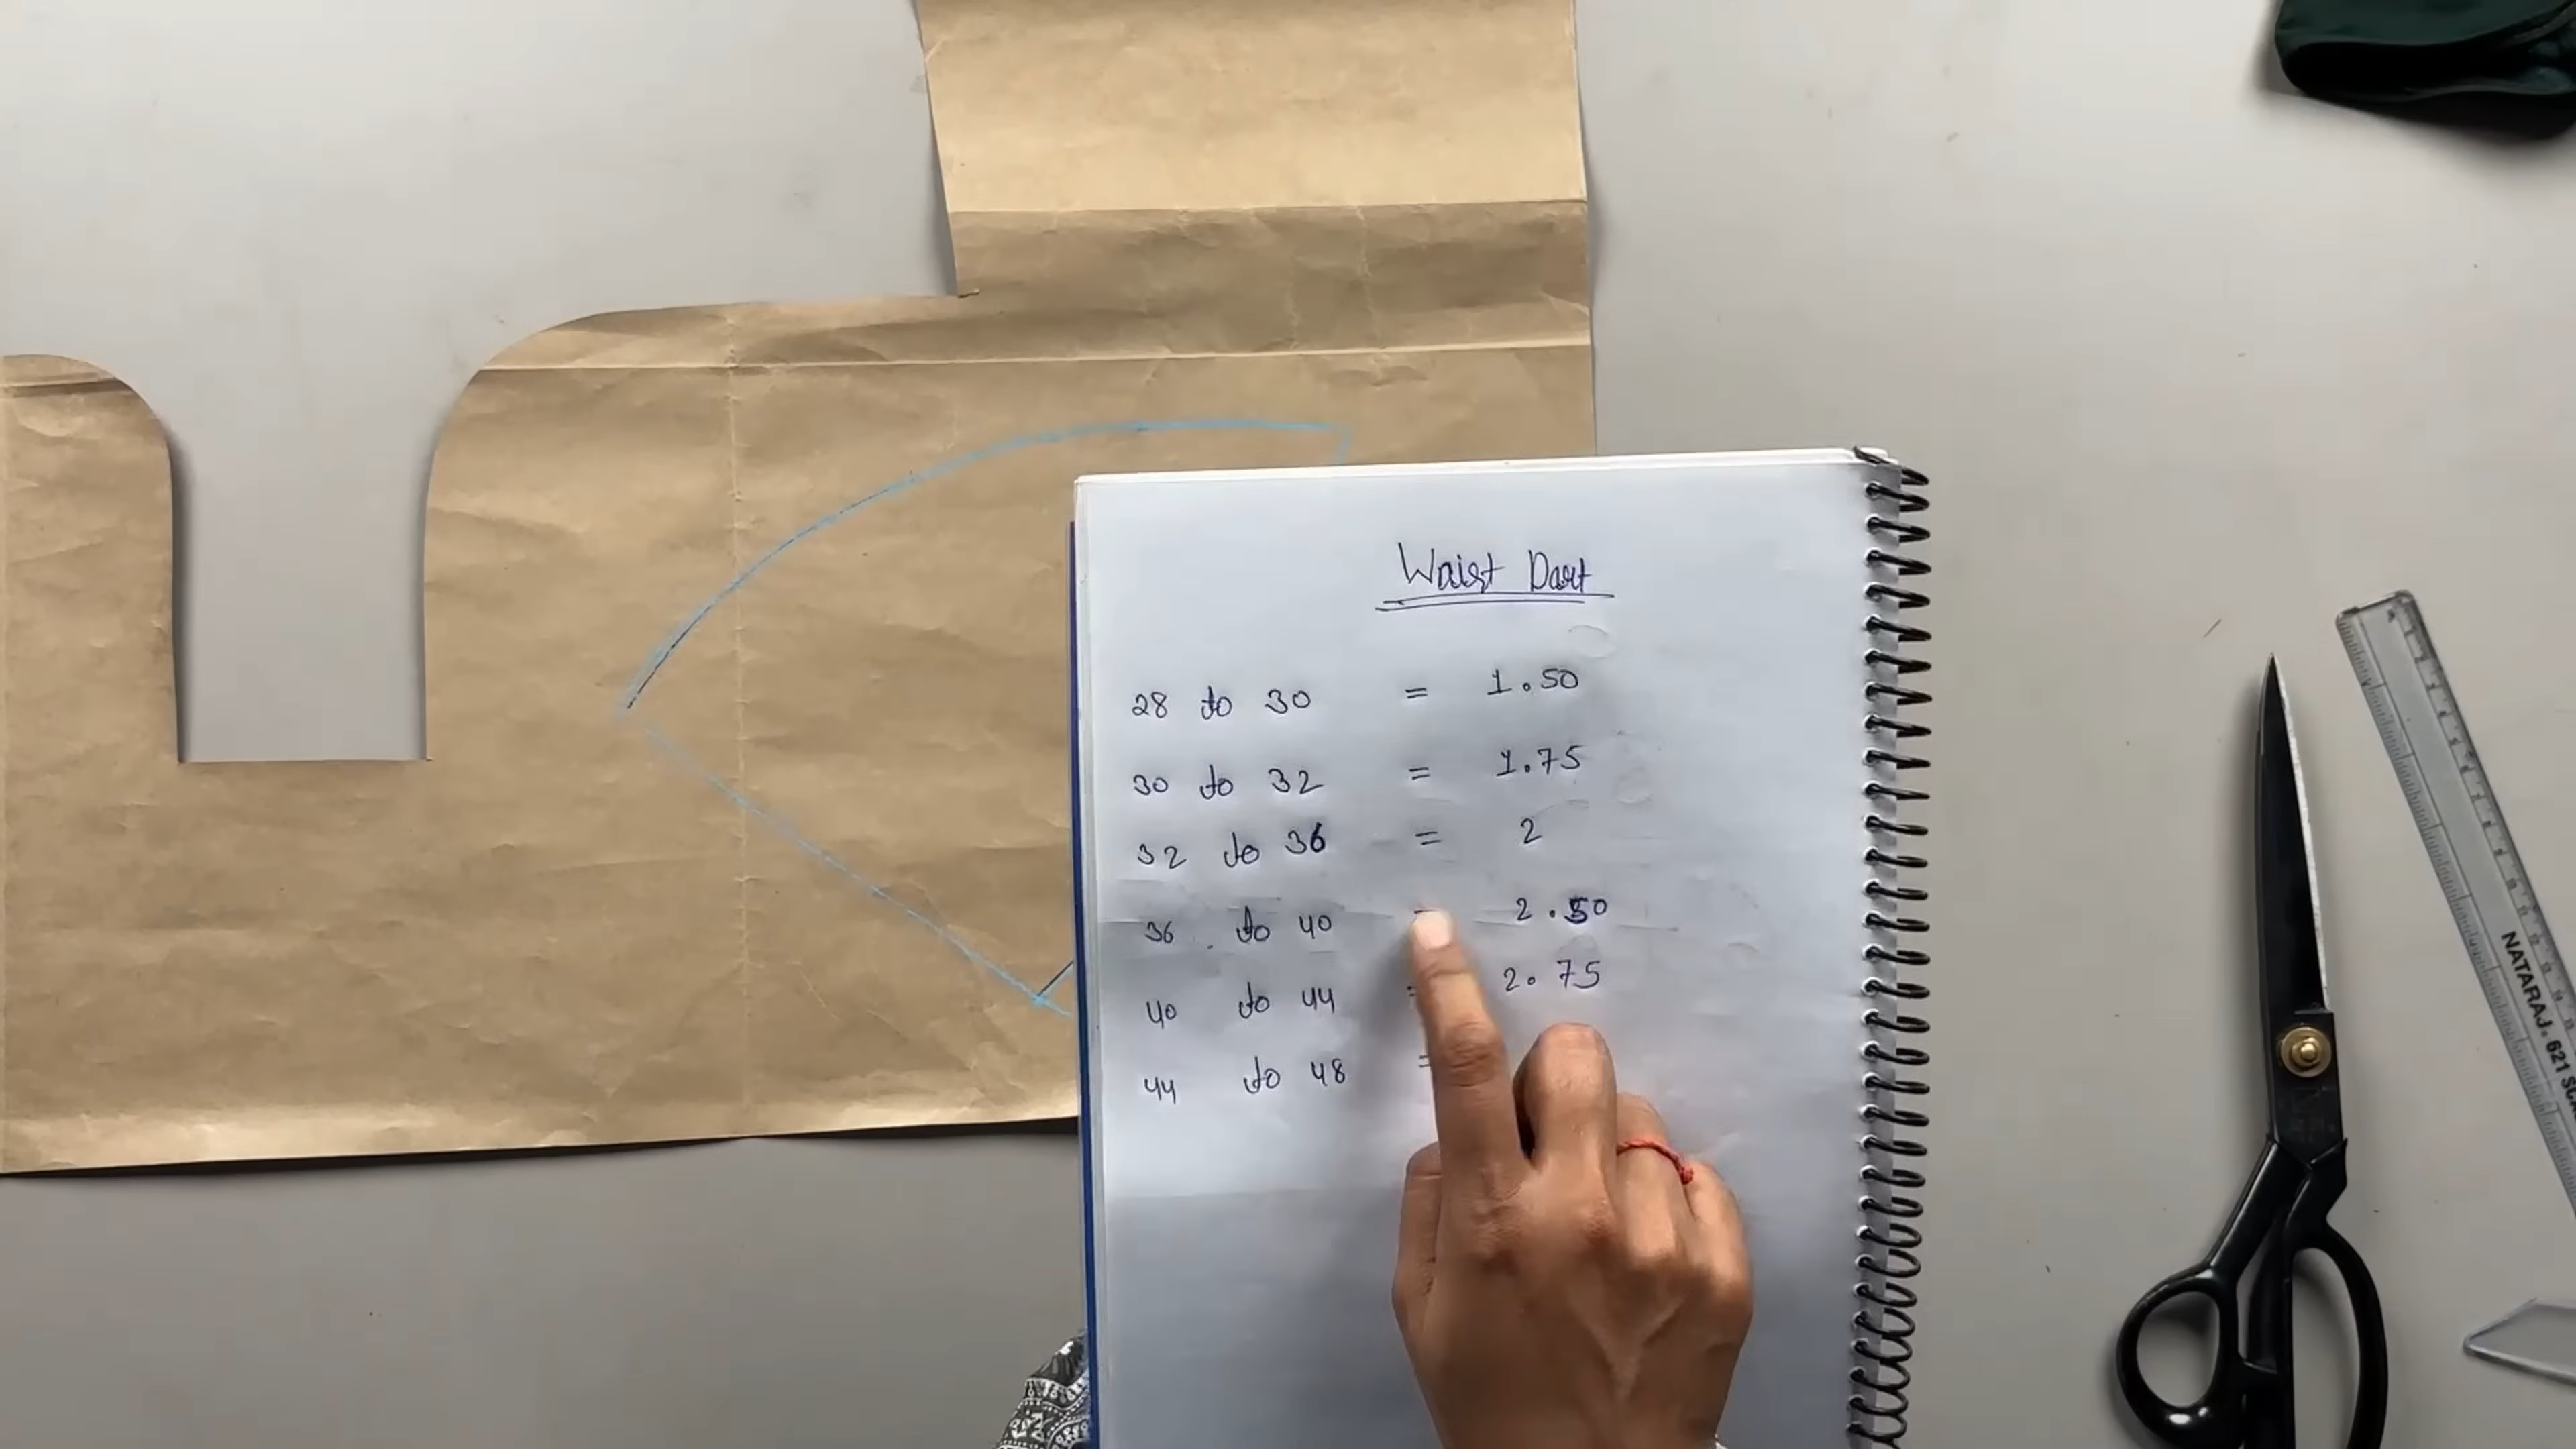 Waist Dart
28 to 30 = 1.50
30 to 32 = 1.75
32 to 36 = 2
36 to 40 = 2.50
40 to 44 = 2.75
44 to 48 =
NATARAJ 621